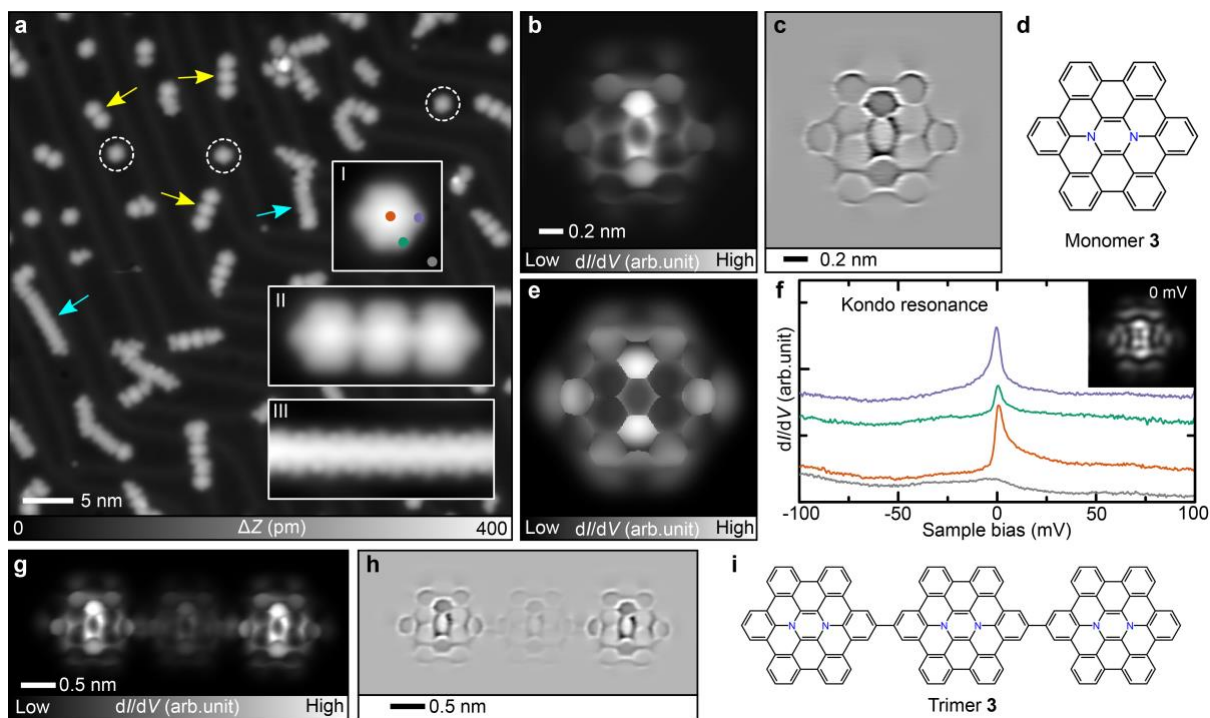 a
I
II
III
5 nm
0 ΔZ (pm) 400
b
0.2 nm
Low dI/dV (arb.unit) High
c
0.2 nm
d
N N
Monomer 3
e
Low dI/dV (arb.unit) High
f
Kondo resonance
0 mV
dI/dV (arb.unit)
-100 -50 0 50 100
Sample bias (mV)
g
0.5 nm
Low dI/dV (arb.unit) High
h
0.5 nm
i
N N N N N N
Trimer 3